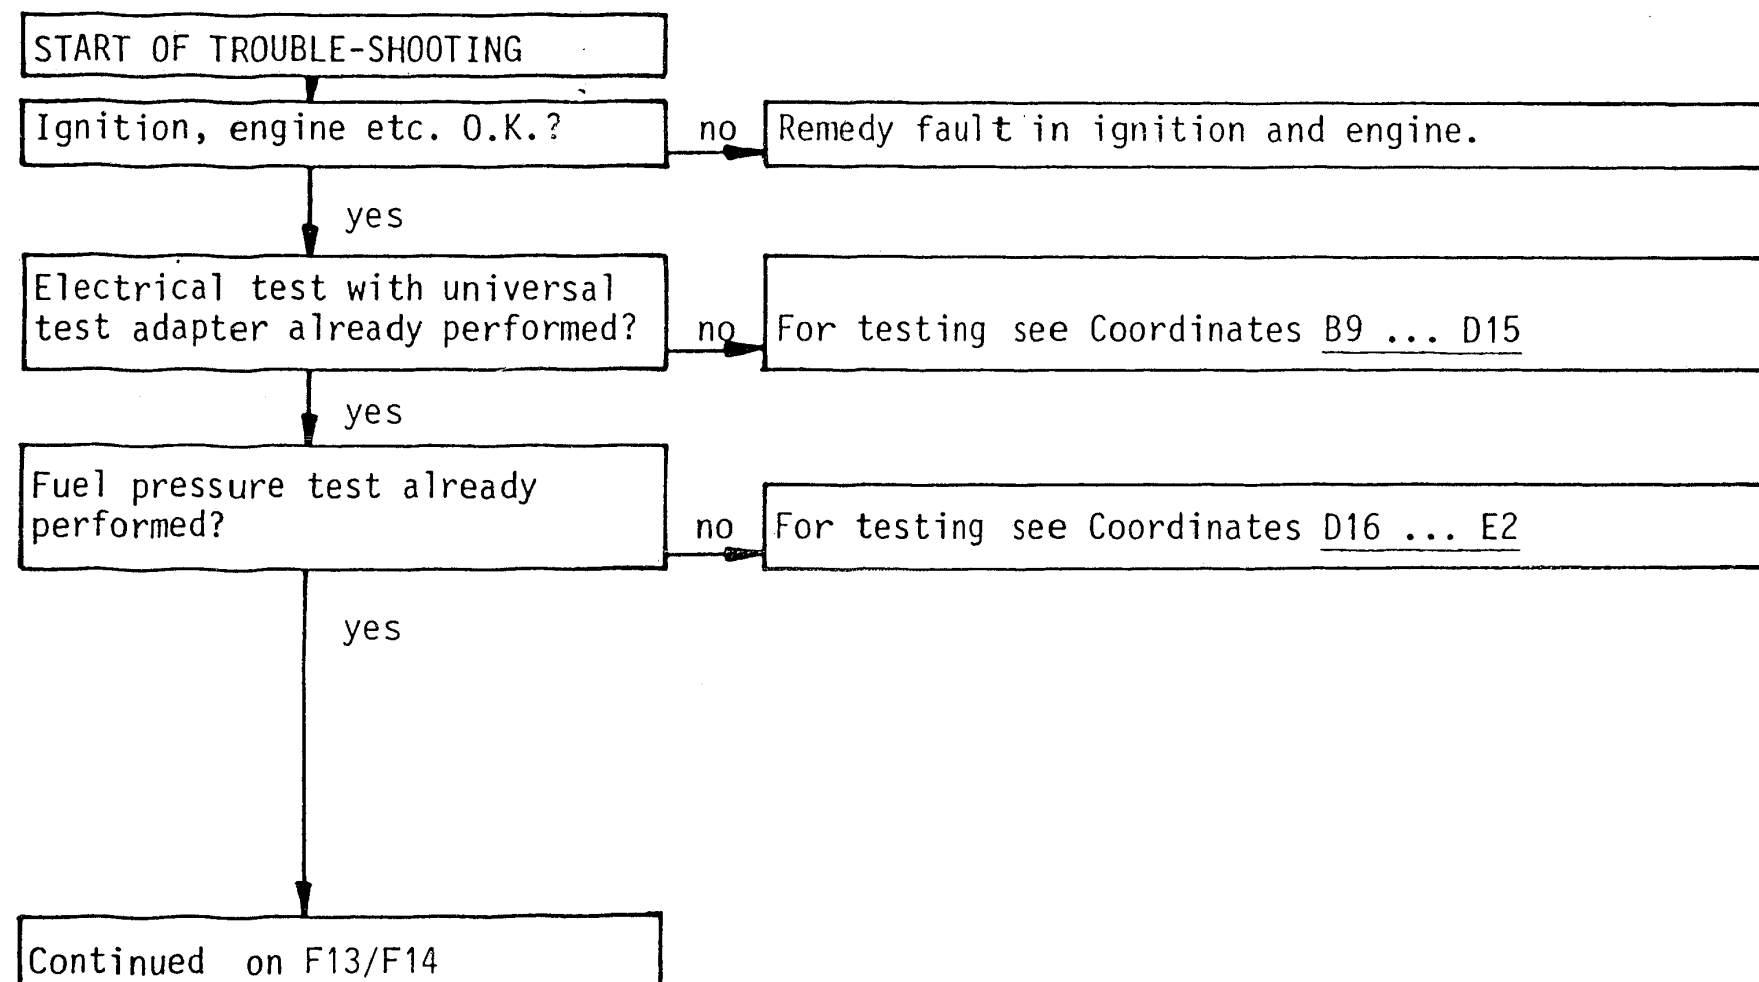 START OF TROUBLE-SHOOTING
Ignition, engine etc. O.K.?
no
Remedy fault in ignition and engine.
yes
Electrical test with universal
test adapter already performed?
no
For testing see Coordinates B9 ... D15
yes
Fuel pressure test already
performed?
no
For testing see Coordinates D16 ... E2
yes
Continued on F13/F14